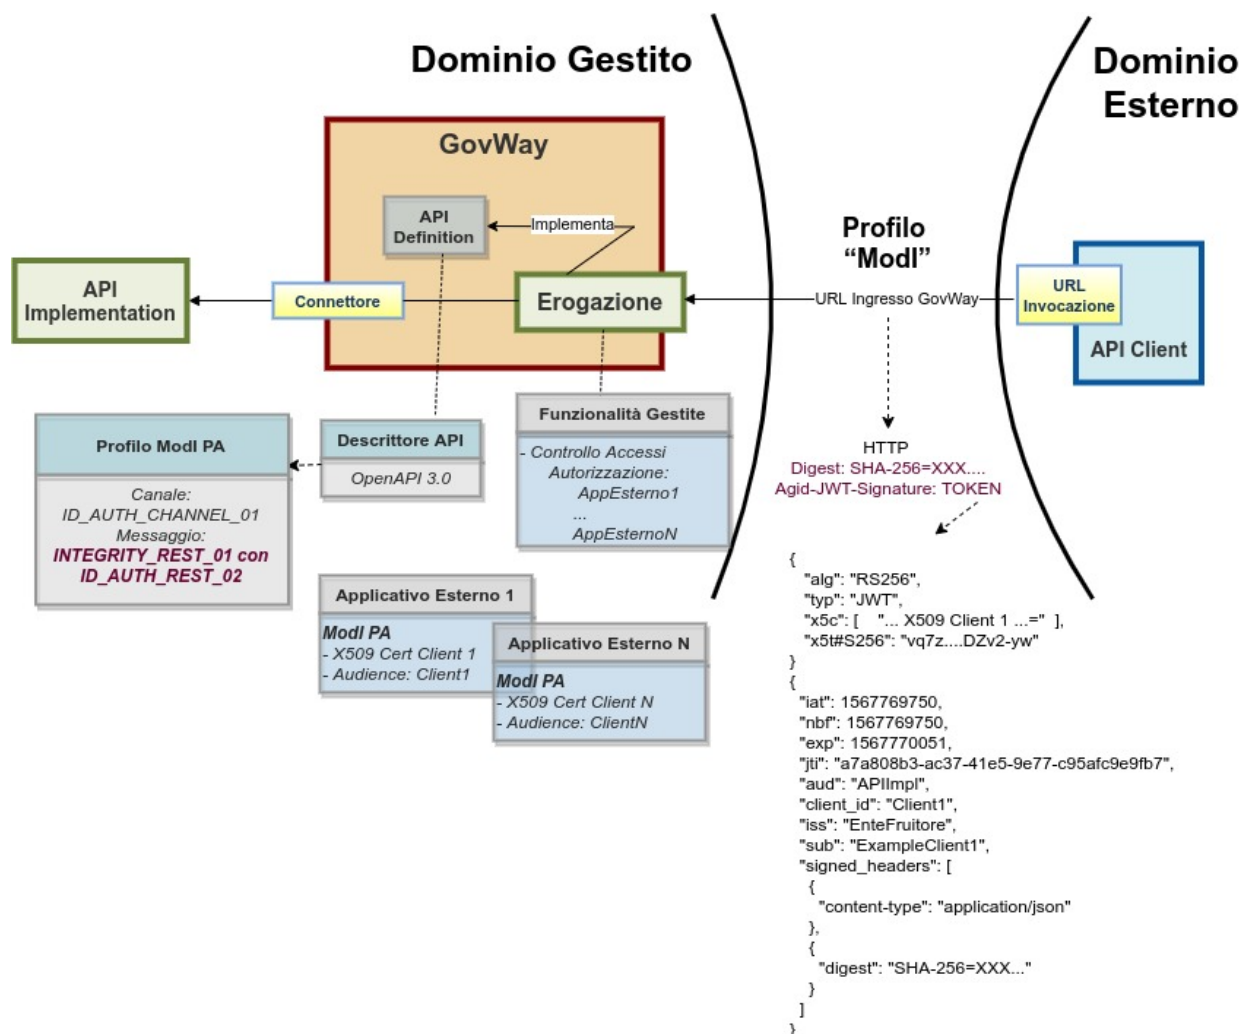 Dominio Gestito
Dominio
Esterno
GovWay
API
Definition
Implementa
Profilo
“ModI”
API
Implementation
Connettore
Erogazione
URL Ingresso GovWay
URL
Invocazione
API Client
Profilo ModI PA
Canale:
ID_AUTH_CHANNEL_01
Messaggio:
INTEGRITY_REST_01 con
ID_AUTH_REST_02
Descrittore API
OpenAPI 3.0
Funzionalità Gestite
- Controllo Accessi
Autorizzazione:
AppEsterno1
...
AppEsternoN
HTTP
Digest: SHA-256=XXX....
Agid-JWT-Signature: TOKEN
Applicativo Esterno 1
ModI PA
- X509 Cert Client 1
- Audience: Client1
Applicativo Esterno N
ModI PA
- X509 Cert Client N
- Audience: ClientN
{
"alg": "RS256",
"typ": "JWT",
"x5c": [ "... X509 Client 1 ...=" ],
"x5t#S256": "vq7z....DZv2-yw"
}
{
"iat": 1567769750,
"nbf": 1567769750,
"exp": 1567770051,
"jti": "a7a808b3-ac37-41e5-9e77-c95afc9e9fb7",
"aud": "APIImpl",
"client_id": "Client1",
"iss": "EnteFruitore",
"sub": "ExampleClient1",
"signed_headers": [
{
"content-type": "application/json"
},
{
"digest": "SHA-256=XXX..."
}
]
}